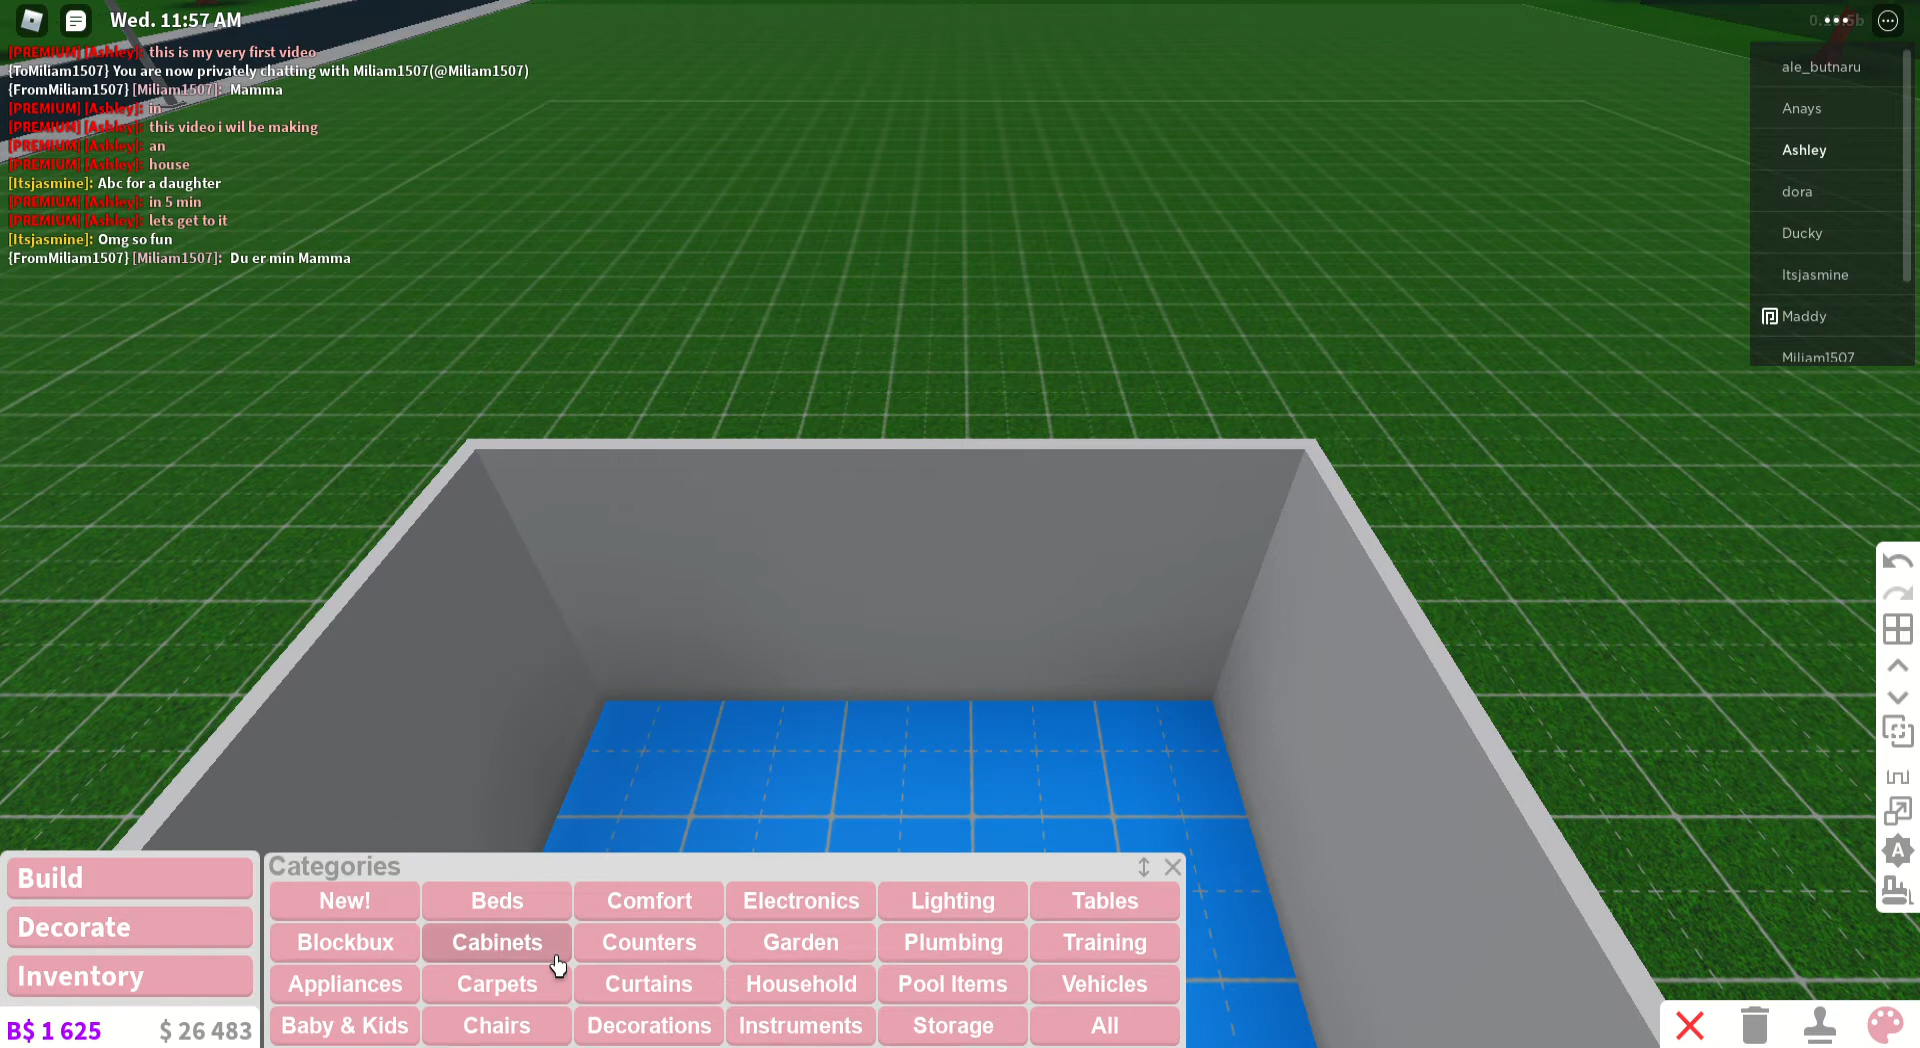 Wed. 11:57 AM
[PREMIUM] [Ashley]: this is my very first video
{ToMiliam1507} You are now privately chatting with Miliam1507(@Miliam1507)
{FromMiliam1507} [Miliam1507]: Mamma
[PREMIUM] [Ashley]: in
[PREMIUM] [Ashley]: this video i wil be making
[PREMIUM] [Ashley]: an
[PREMIUM] [Ashley]: house
[Itsjasmine]: Abc for a daughter
[PREMIUM] [Ashley]: in 5 min
[PREMIUM] [Ashley]: lets get to it
[Itsjasmine]: Omg so fun
{FromMiliam1507} [Miliam1507]: Du er min Mamma
ale_butnaru
Anays
Ashley
dora
Ducky
Itsjasmine
Maddy
Miliam1507
Build
Decorate
Inventory
B$ 1 625 $ 26 483
Categories
New! Beds Comfort Electronics Lighting Tables
Blockbux Cabinets Counters Garden Plumbing Training
Appliances Carpets Curtains Household Pool Items Vehicles
Baby & Kids Chairs Decorations Instruments Storage All
A